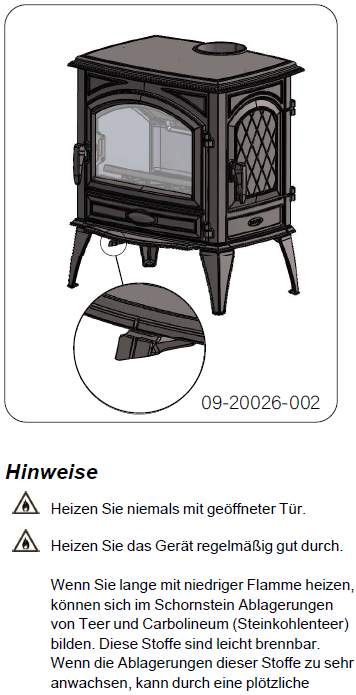 09-20026-002
Hinweise
Heizen Sie niemals mit geöffneter Tür.
Heizen Sie das Gerät regelmäßig gut durch.
Wenn Sie lange mit niedriger Flamme heizen,
können sich im Schornstein Ablagerungen
von Teer und Carbolineum (Steinkohlenteer)
bilden. Diese Stoffe sind leicht brennbar.
Wenn die Ablagerungen dieser Stoffe zu sehr
anwachsen, kann durch eine plötzliche